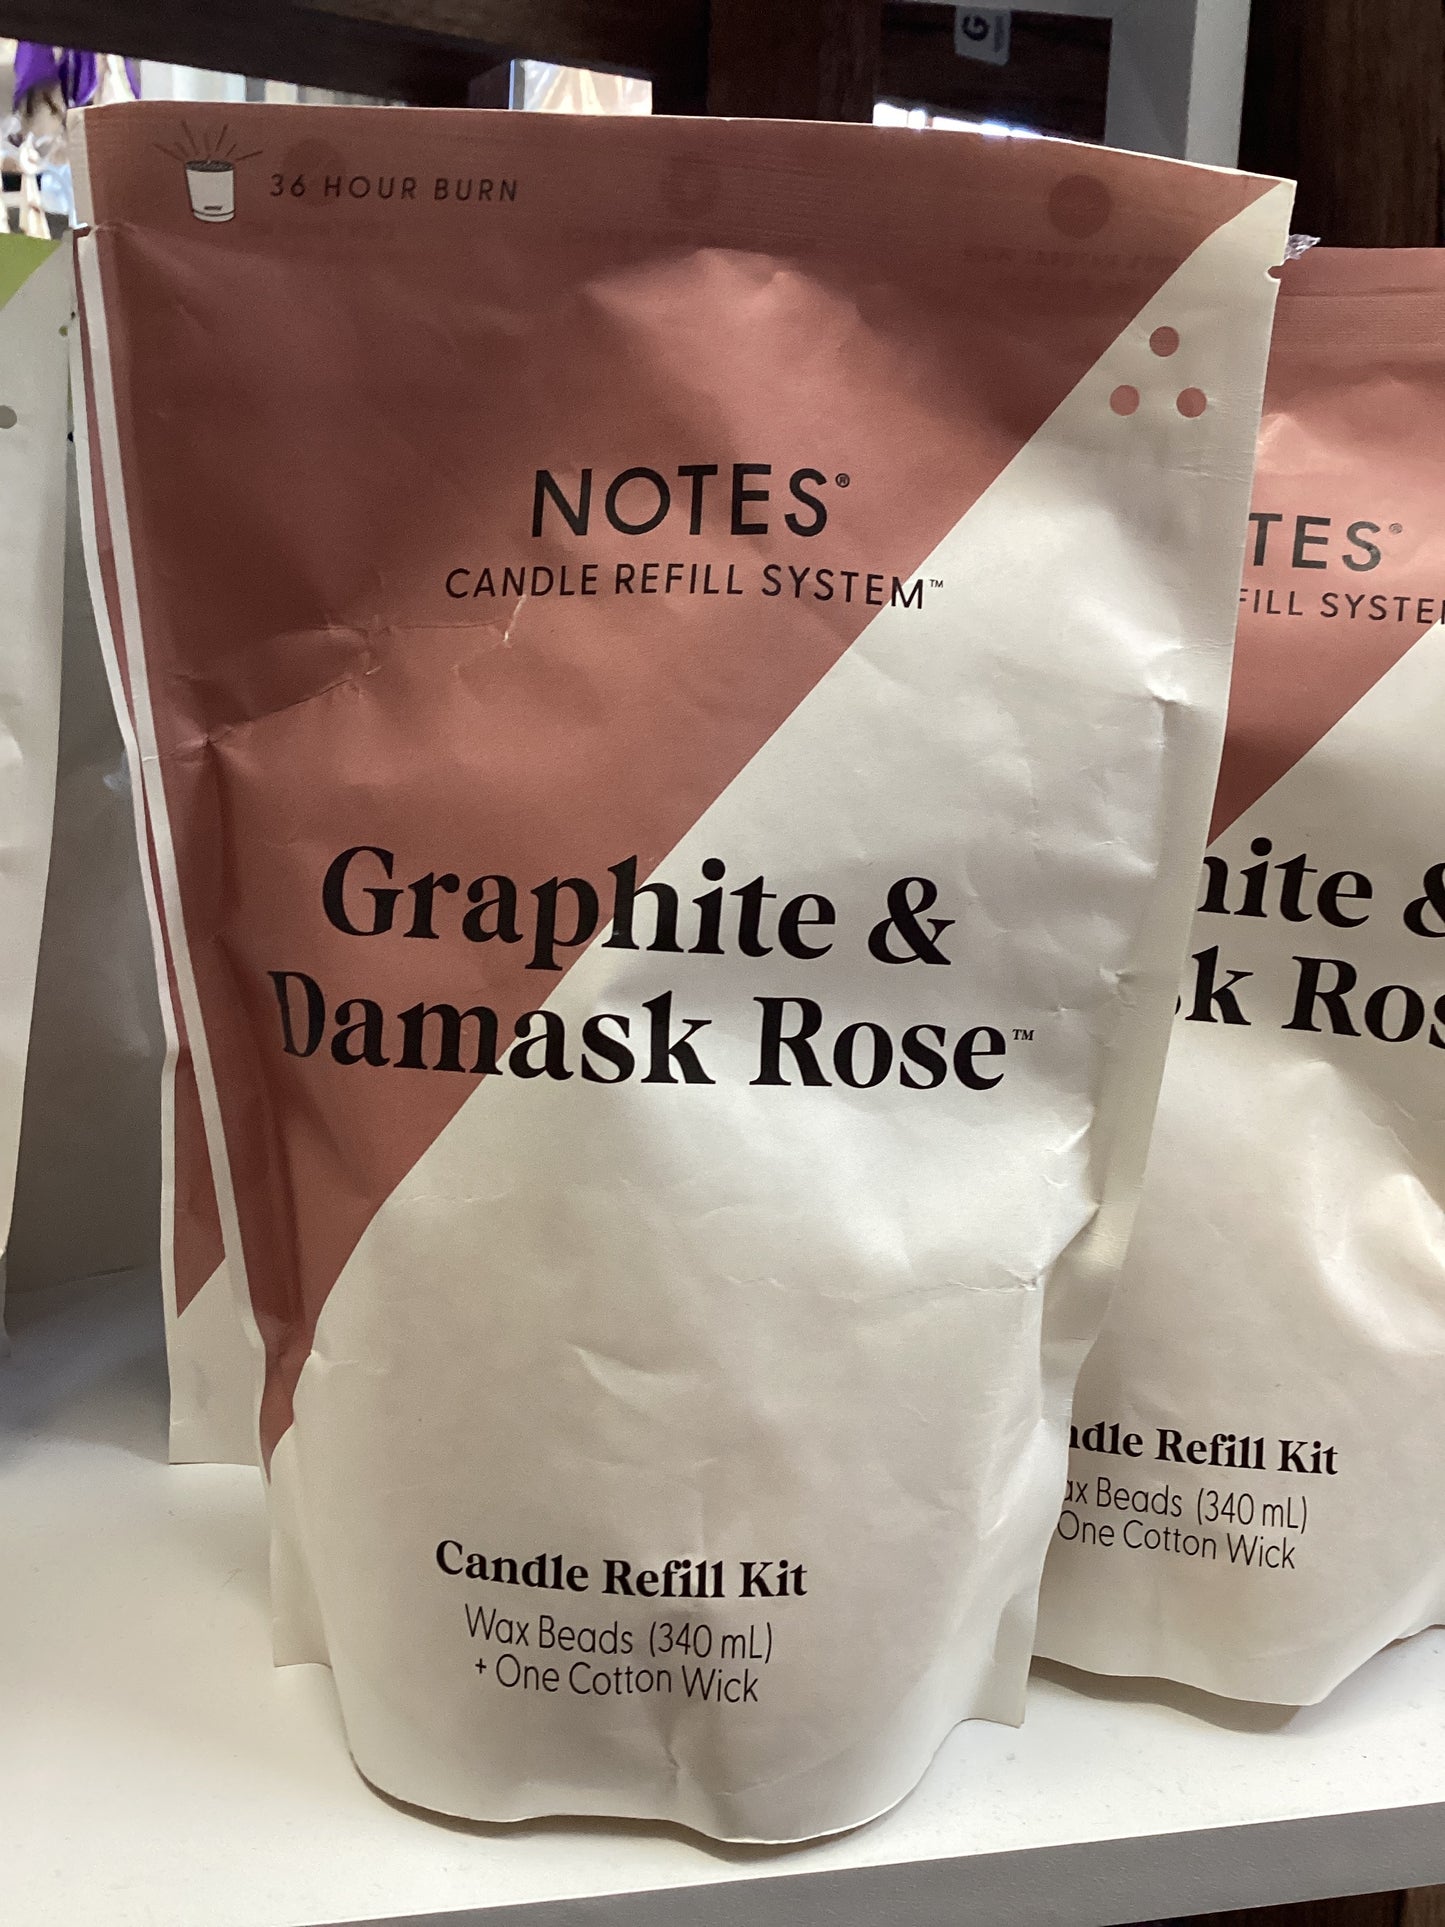 36 HOUR BURN
NOTES®
CANDLE REFILL SYSTEM™
Graphite &
Damask Rose™
Candle Refill Kit
Wax Beads (340 mL)
+ One Cotton Wick
TES®
FILL SYSTE
hite &
k Ros
ndle Refill Kit
ax Beads (340 mL)
One Cotton Wick
G